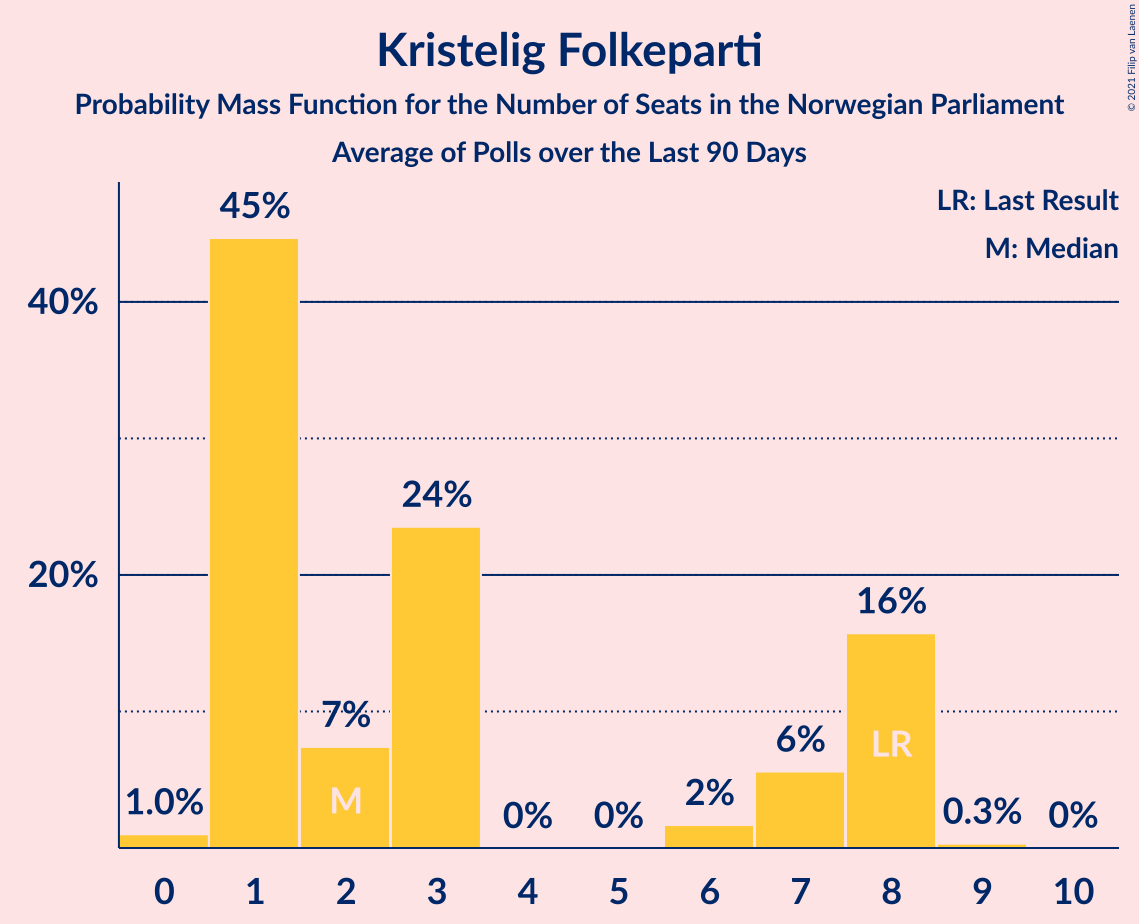 Kristelig Folkeparti
Probability Mass Function for the Number of Seats in the Norwegian Parliament
Average of Polls over the Last 90 Days
© 2021 Filip van Laenen
LR: Last Result
M: Median
40%
20%
1.0%
45%
7%
24%
0%
0%
2%
6%
16%
0.3%
0%
M
LR
0 1 2 3 4 5 6 7 8 9 10